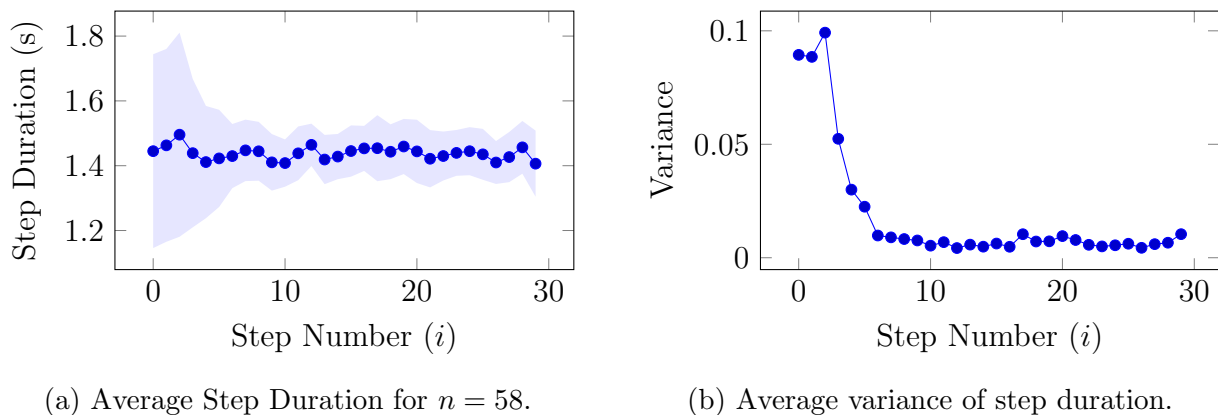 1.8
1.6
1.4
1.2
Step Duration (s)
0 10 20 30
Step Number (i)
(a) Average Step Duration for n = 58.
0.1
0.05
0
Variance
0 10 20 30
Step Number (i)
(b) Average variance of step duration.